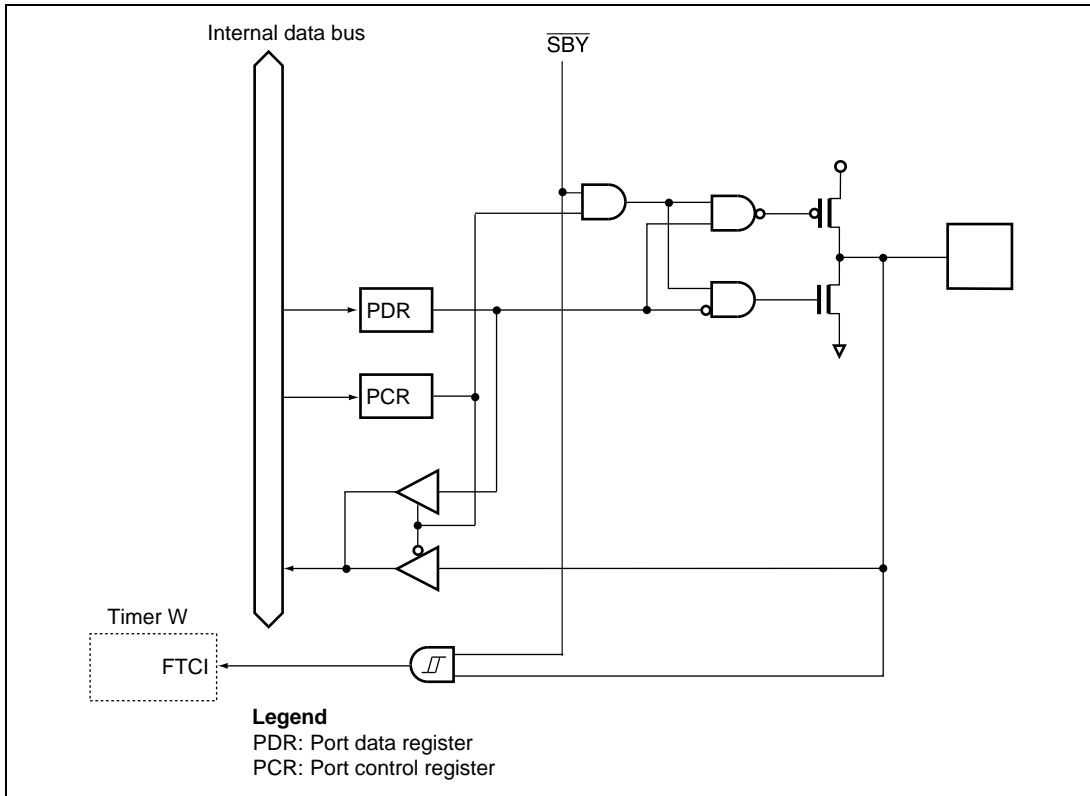 Internal data bus
SBY
PDR
PCR
Timer W
FTCI
Legend
PDR: Port data register
PCR: Port control register